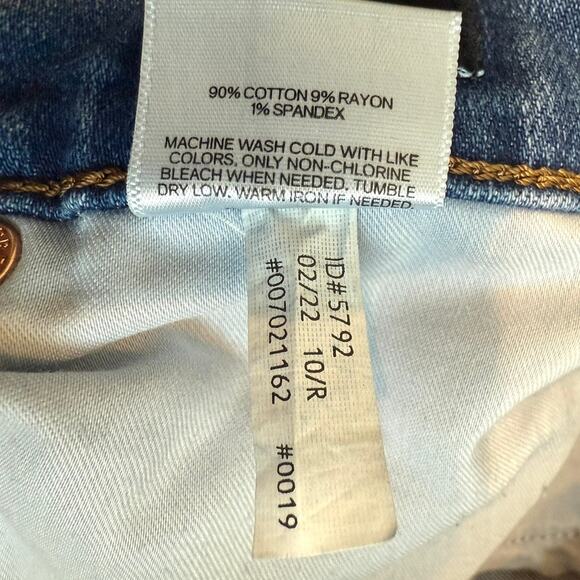 90% COTTON 9% RAYON
1% SPANDEX
MACHINE WASH COLD WITH LIKE
COLORS, ONLY NON-CHLORINE
BLEACH WHEN NEEDED. TUMBLE
DRY LOW. WARM IRON IF NEEDED.
ID#5792
02/22 10/R
#007021162 #0019